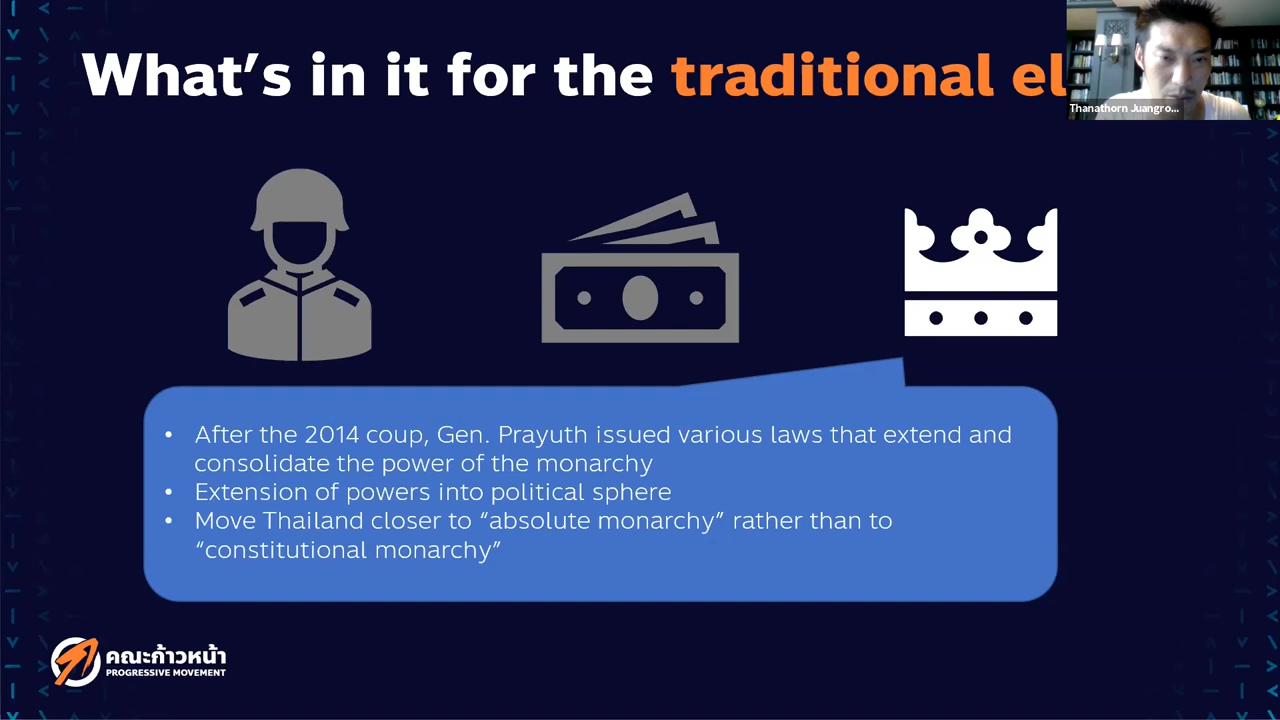 What's in it for the traditional el
Thanathorn Juangro...
• After the 2014 coup, Gen. Prayuth issued various laws that extend and
consolidate the power of the monarchy
• Extension of powers into political sphere
• Move Thailand closer to “absolute monarchy” rather than to
“constitutional monarchy”
คณะก้าวหน้า
PROGRESSIVE MOVEMENT